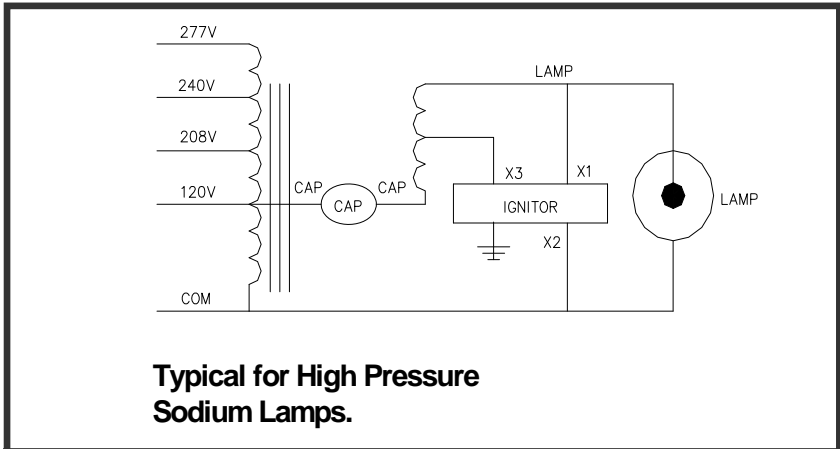 277V
LAMP
240V
208V
X3 X1
120V CAP CAP
CAP IGNITOR LAMP
X2
COM
Typical for High Pressure
Sodium Lamps.